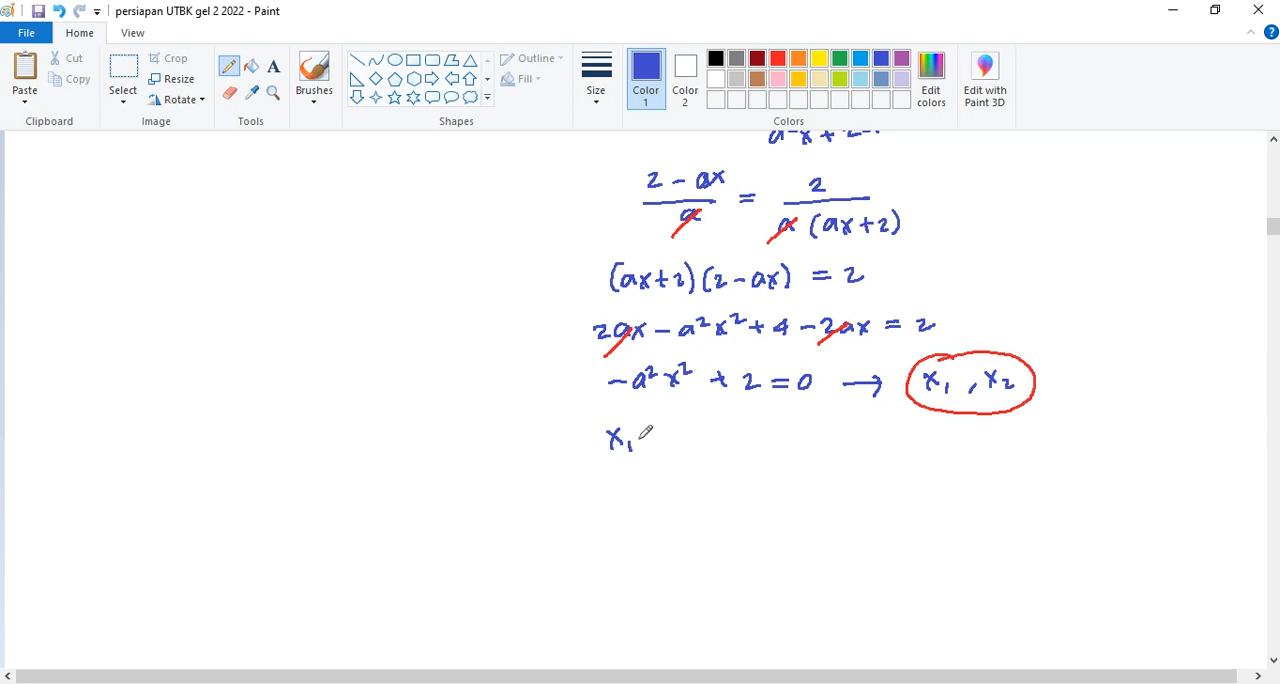 persiapan UTBK gel 2 2022 - Paint
File Home View
Paste Cut Copy
Select Crop Resize Rotate
A
Brushes
Outline Fill
Size
Color 1 Color 2
Edit colors
Edit with Paint 3D
Clipboard Image Tools Shapes Colors
2 - ax / a = 2 / a (ax + 2)
(ax + 2) (2 - ax) = 2
2ax - a²x² + 4 - 2ax = 2
- a²x² + 2 = 0 → x₁ , x₂
x₁